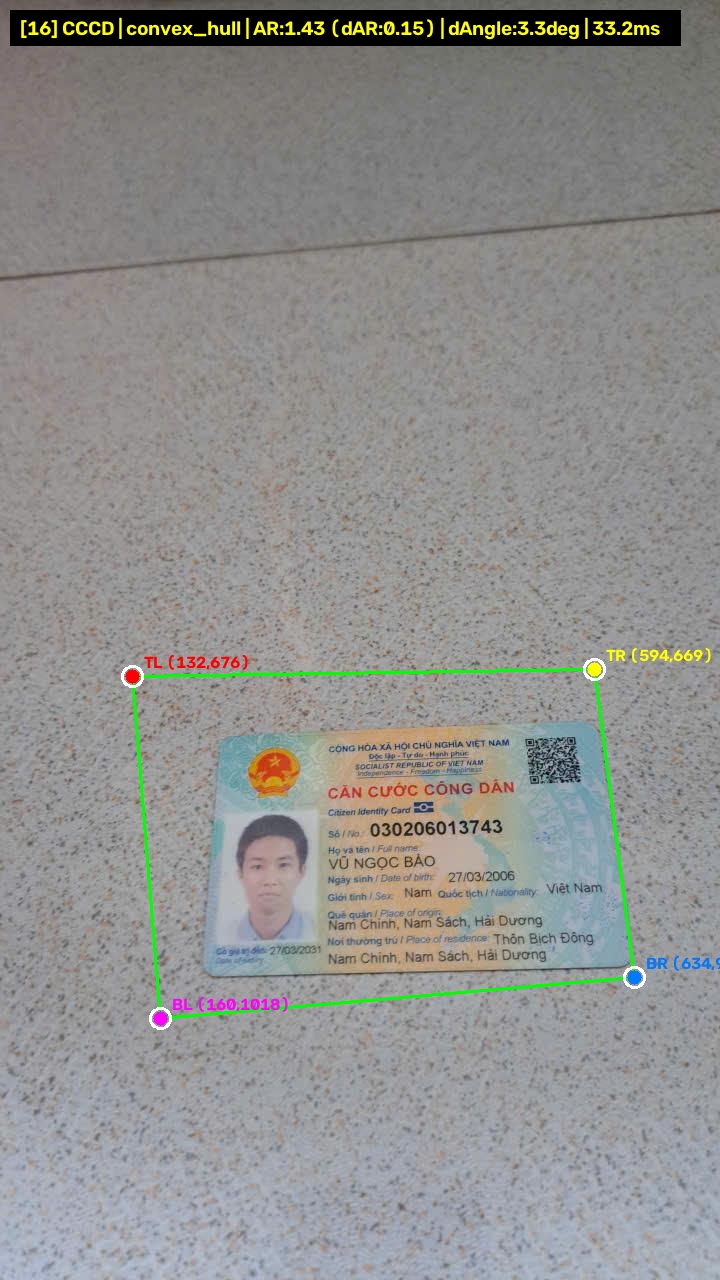 [16] CCCD | convex_hull | AR:1.43 (dAR:0.15) | dAngle:3.3deg | 33.2ms
TL (132,676)
TR (594,669)
CỘNG HÒA XÃ HỘI CHỦ NGHĨA VIỆT NAM
Độc lập - Tự do - Hạnh phúc
SOCIALIST REPUBLIC OF VIET NAM
Independence - Freedom - Happiness
CĂN CƯỚC CÔNG DÂN
Citizen Identity Card
Số / No.: 030206013743
Họ và tên / Full name:
VŨ NGỌC BẢO
Ngày sinh / Date of birth: 27/03/2006
Giới tính / Sex: Nam Quốc tịch / Nationality: Việt Nam
Quê quán / Place of origin:
Nam Chính, Nam Sách, Hải Dương
Nơi thường trú / Place of residence: Thôn Bịch Đông
Nam Chính, Nam Sách, Hải Dương
Có giá trị đến: 27/03/2031
Date of expiry
BR (634,9
BL (160,1018)